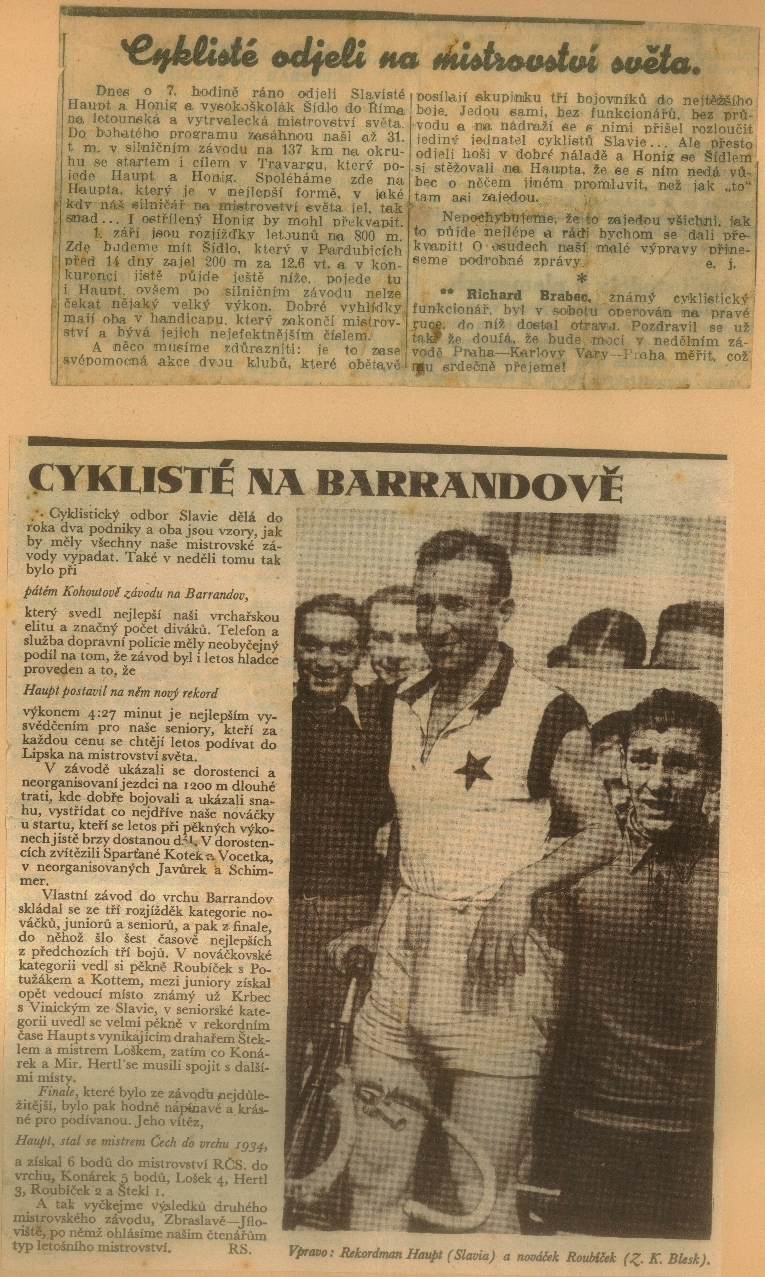 Cyklisté odjeli na mistrovství světa.
Dnes o 7. hodině ráno odjeli Slavisté
Haupt a Honig a vysokoškolák Šídlo do Říma
na letounská a vytrvalecká mistrovství světa.
Do bohatého programu zasáhnou naši až 31.
t. m. v silničním závodu na 137 km na okru-
hu se startem i cílem v Travargu, který po-
jede Haupt a Honig. Spoléháme zde na
Haupta, který je v nejlepší formě, v jaké
kdy náš silničář na mistrovství světa jel, tak
snad... I ostřílený Honig by mohl překvapit.
1. září jsou rozjížďky letounů na 800 m.
Zde budeme mít Šídlo, který v Pardubicích
před 14 dny zajel 200 m za 12.6 vt. a v kon-
kurenci jistě půjde ještě níže, pojede tu
i Haupt, ovšem po silničním závodu nelze
čekat nějaký velký výkon. Dobré vyhlídky
mají oba v handicapu, který zakončí mistrov-
ství a bývá jejich nejefektnějším číslem.
A něco musíme zdůrazniti: je to zase
svépomocná akce dvou klubů, které obětavě
posílají skupinku tří bojovníků do nejtěžšího
boje. Jedou sami, bez funkcionářů, bez prů-
vodu a na nádraží se s nimi přišel rozloučit
jediný jednatel cyklistů Slavie... Ale přesto
odjeli hoši v dobré náladě a Honig se Šídlem
si stěžovali na Haupta, že se s ním nedá vů-
bec o něčem jiném promluvit, než jak „to“
tam asi zajedou.
Nepochybujeme, že to zajedou všichni, jak
to půjde nejlépe a rádi bychom se dali pře-
kvapit! O osudech naší malé výpravy přine-
seme podrobné zprávy. e. j.
*
** Richard Brabec, známý cyklistický
funkcionář, byl v sobotu operován na pravé
ruce, do níž dostal otravu. Pozdravil se už
tak, že doufá, že bude moci v nedělním zá-
vodě Praha—Karlovy Vary—Praha měřit, což
mu srdečně přejeme!
CYKLISTÉ NA BARRANDOVĚ
Cyklistický odbor Slavie dělá do
roka dva podniky a oba jsou vzory, jak
by měly všechny naše mistrovské zá-
vody vypadat. Také v neděli tomu tak
bylo při
pátém Kohoutově závodu na Barrandov,
který svedl nejlepší naši vrchařskou
elitu a značný počet diváků. Telefon a
služba dopravní policie měly neobyčejný
podíl na tom, že závod byl i letos hladce
proveden a to, že
Haupt postavil na něm nový rekord
výkonem 4:27 minut je nejlepším vy-
svědčením pro naše seniory, kteří za
každou cenu se chtějí letos podívat do
Lipska na mistrovství světa.
V závodě ukázali se dorostenci a
neorganisovaní jezdci na 1200 m dlouhé
trati, kde dobře bojovali a ukázali sna-
hu, vystřídat co nejdříve naše nováčky
u startu, kteří se letos při pěkných výko-
nech jistě brzy dostanou dál. V dorosten-
cích zvítězili Spartané Kotek a Vocetka,
v neorganisovaných Javůrek a Schim-
mer.
Vlastní závod do vrchu Barrandov
skládal se ze tří rozjížděk kategorie no-
váčků, juniorů a seniorů, a pak z finale,
do něhož šlo šest časově nejlepších
z předchozích tří bojů. V nováčkovské
kategorii vedl si pěkně Roubíček s Po-
tužákem a Kottem, mezi juniory získal
opět vedoucí místo známý už Krbec
s Vinickým ze Slavie, v seniorské kate-
gorii uvedl se velmi pěkně v rekordním
čase Haupt s vynikajícím drahařem Štek-
lem a mistrem Loškem, zatím co Koná-
rek a Mir. Hertl se musili spojit s další-
mi místy.
Finale, které bylo ze závodu nejdůle-
žitější, bylo pak hodně napínavé a krás-
né pro podívanou. Jeho vítěz,
Haupt, stal se mistrem Čech do vrchu 1934,
a získal 6 bodů do mistrovství RČS. do
vrchu, Konárek 5 bodů, Lošek 4, Hertl
3, Roubíček 2 a Štekl 1.
A tak vyčkejme výsledků druhého
mistrovského závodu, Zbraslavě—Jílo-
viště, po němž ohlásíme našim čtenářům
typ letošního mistrovství. RS.
Vpravo: Rekordman Haupt (Slavia) a nováček Roubíček (Z. K. Blesk).